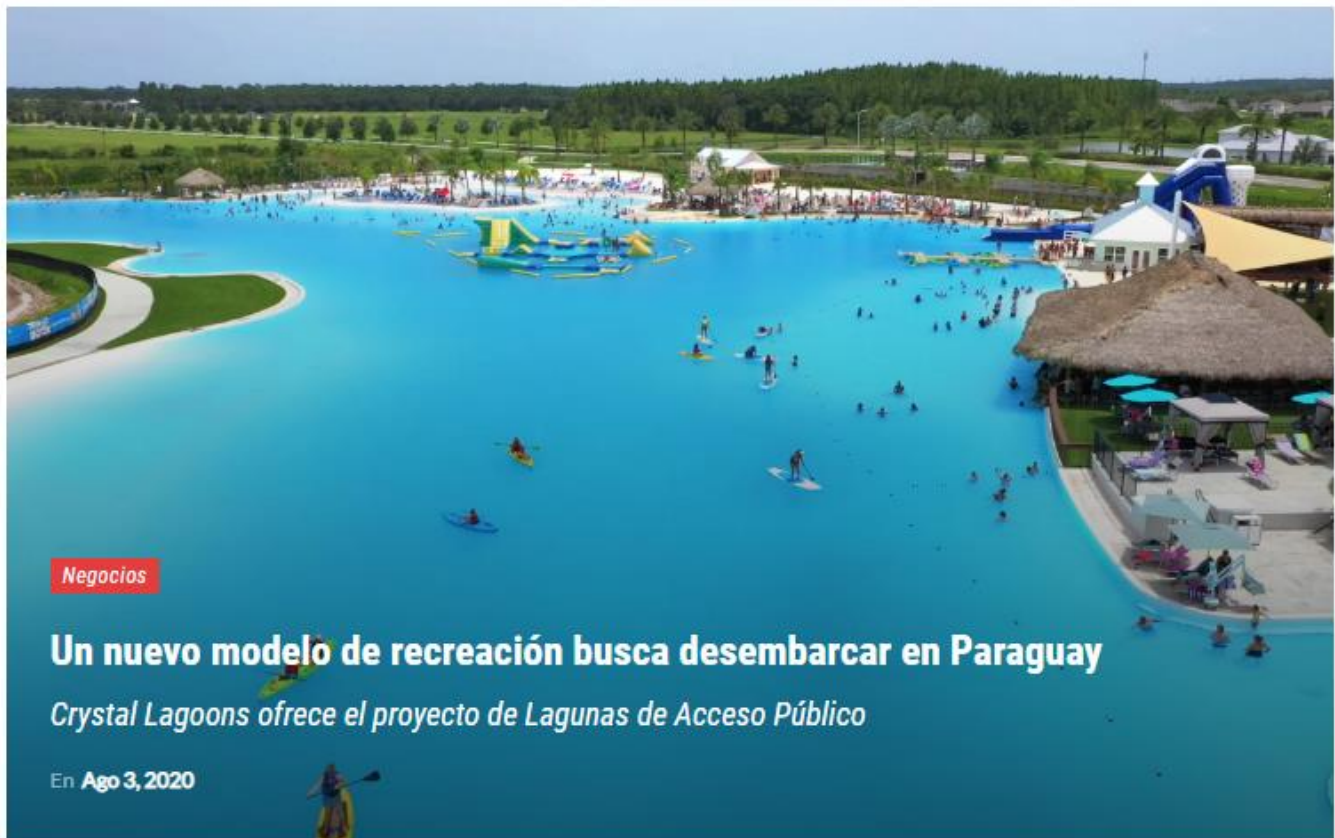 Negocios
Un nuevo modelo de recreación busca desembarcar en Paraguay
Crystal Lagoons ofrece el proyecto de Lagunas de Acceso Público
En Ago 3, 2020